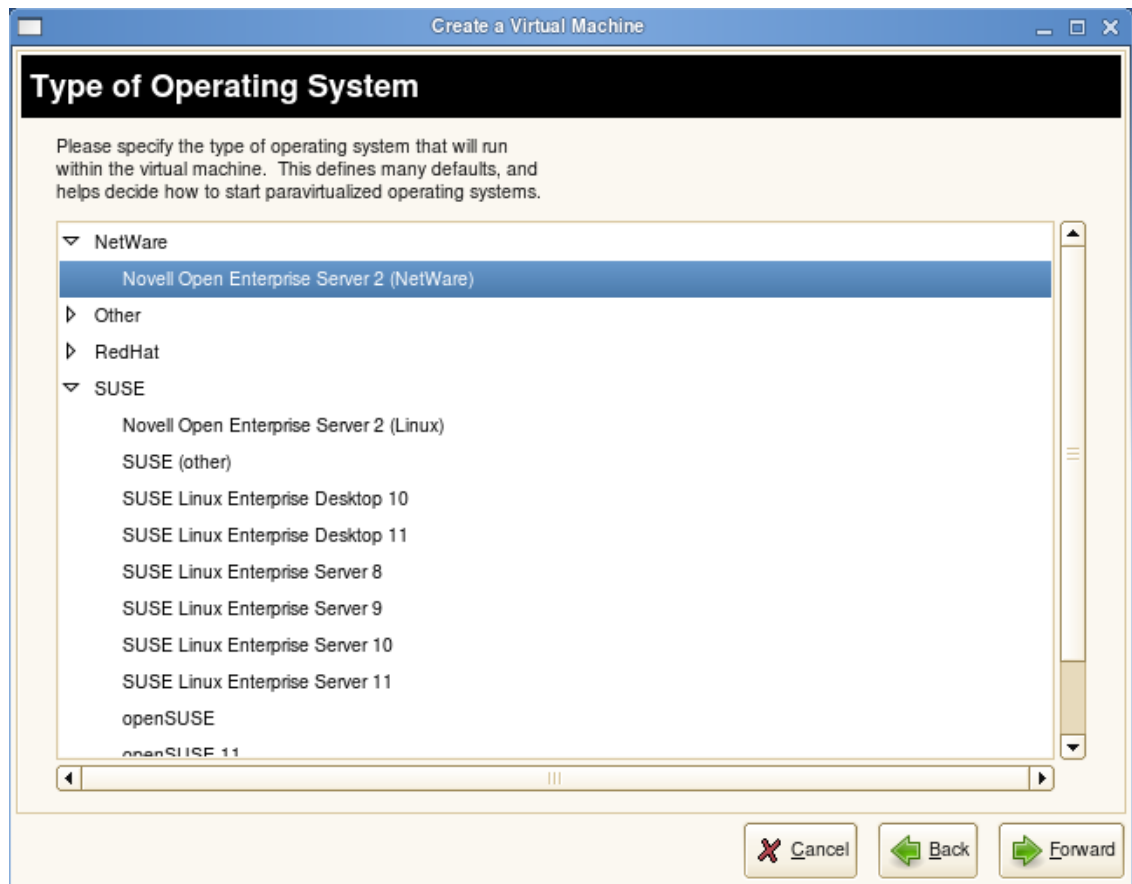 Create a Virtual Machine
Type of Operating System
Please specify the type of operating system that will run
within the virtual machine. This defines many defaults, and
helps decide how to start paravirtualized operating systems.
NetWare
Novell Open Enterprise Server 2 (NetWare)
Other
RedHat
SUSE
Novell Open Enterprise Server 2 (Linux)
SUSE (other)
SUSE Linux Enterprise Desktop 10
SUSE Linux Enterprise Desktop 11
SUSE Linux Enterprise Server 8
SUSE Linux Enterprise Server 9
SUSE Linux Enterprise Server 10
SUSE Linux Enterprise Server 11
openSUSE
openSUSE 11
Cancel
Back
Forward